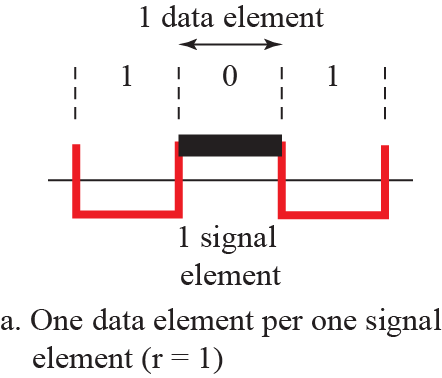 1 data element
1 0 1
1 signal
element
a. One data element per one signal
element (r = 1)